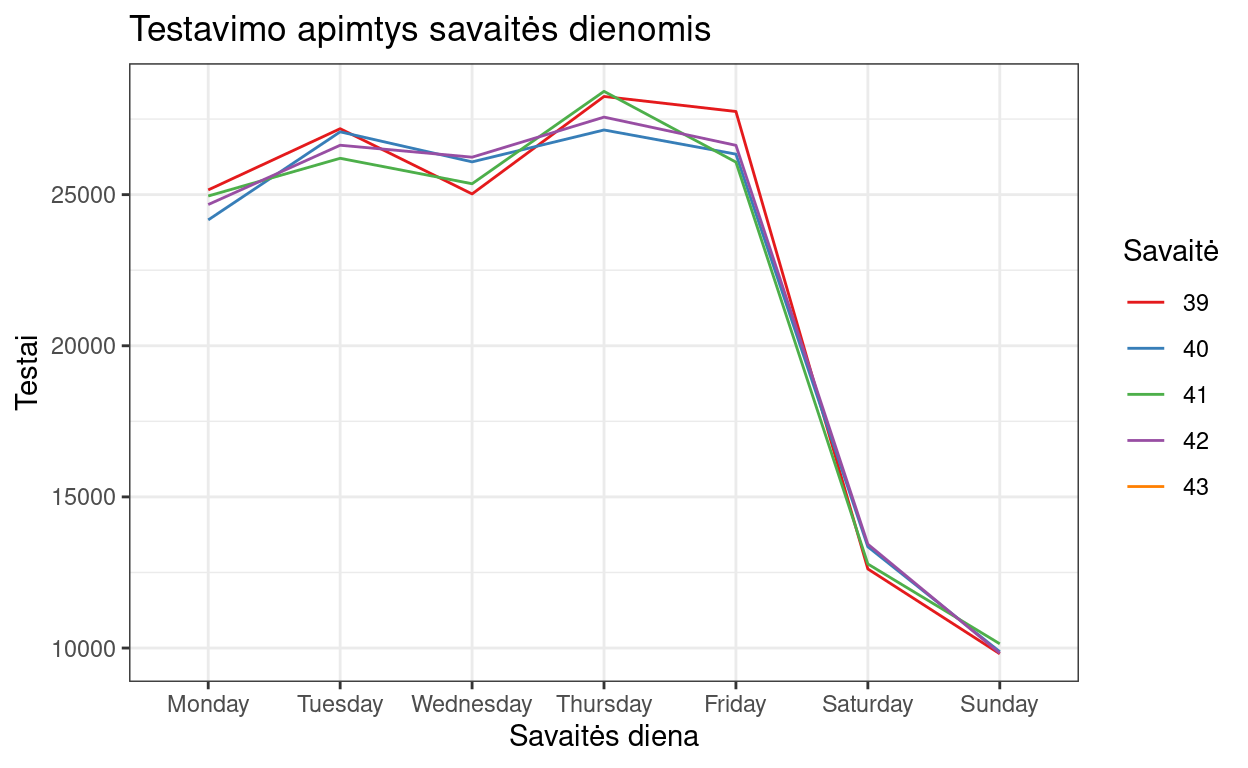 Testavimo apimtys savaitės dienomis
Testai
25000
20000
15000
10000
Monday Tuesday Wednesday Thursday Friday Saturday Sunday
Savaitės diena
Savaitė
39
40
41
42
43